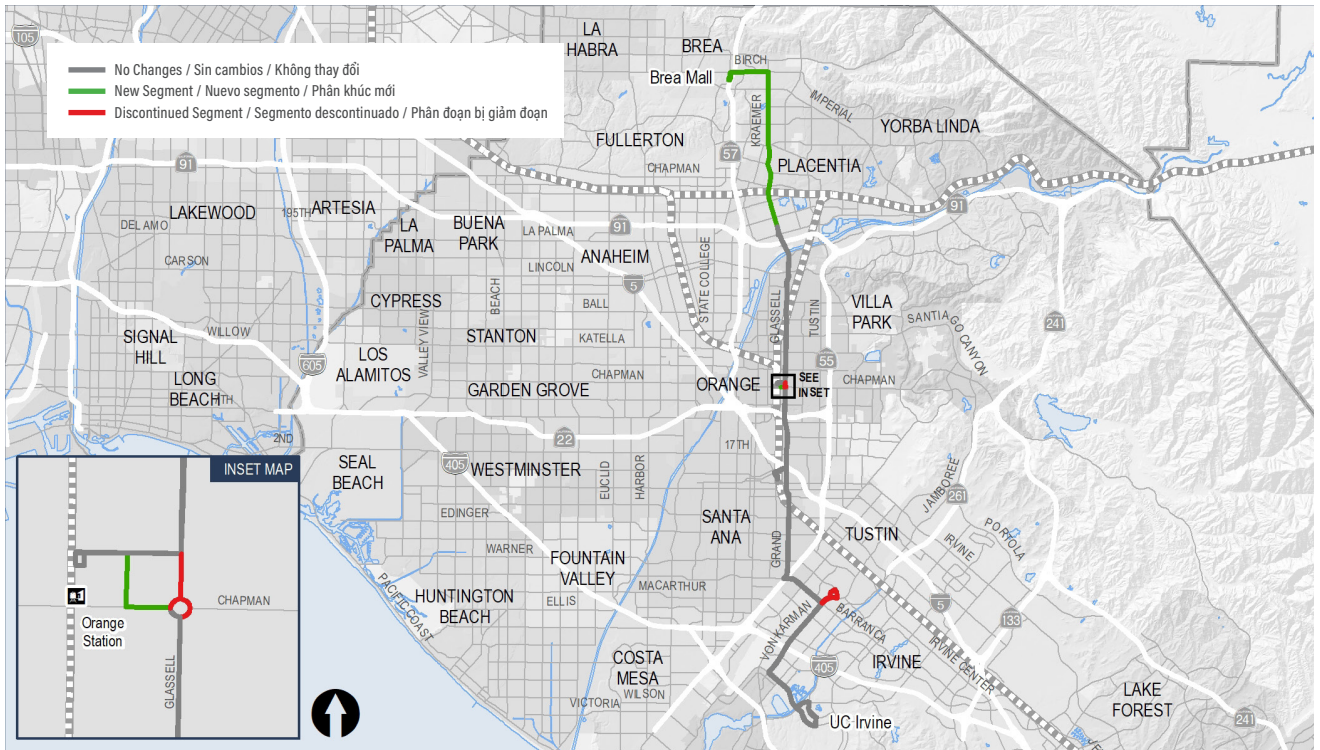 105
LA
HABRA
BREA
BIRCH
Brea Mall
No Changes / Sin cambios / Không thay đổi
New Segment / Nuevo segmento / Phân khúc mới
Discontinued Segment / Segmento descontinuado / Phân đoạn bị giảm đoạn
KRAEMER
IMPERIAL
YORBA LINDA
FULLERTON
57
CHAPMAN
PLACENTIA
91
91
LAKEWOOD
195TH
ARTESIA
DEL AMO
LA
PALMA
BUENA
PARK
LA PALMA
91
ANAHEIM
CARSON
LINCOLN
5
STATE COLLEGE
CYPRESS
BEACH
BALL
GLASSELL
TUSTIN
VILLA
PARK
SANTIAGO CANYON
241
SIGNAL
HILL
WILLOW
VALLEY VIEW
STANTON
KATELLA
605
LOS
ALAMITOS
55
LONG
BEACH
7TH
GARDEN GROVE
CHAPMAN
ORANGE
SEE
INSET
CHAPMAN
2ND
22
17TH
INSET MAP
SEAL
BEACH
405
WESTMINSTER
EUCLID
HARBOR
JAMBOREE
261
EDINGER
SANTA
ANA
TUSTIN
PORTOLA
IRVINE
WARNER
FOUNTAIN
VALLEY
GRAND
CHAPMAN
Orange
Station
GLASSELL
PACIFIC COAST
HUNTINGTON
BEACH
ELLIS
MACARTHUR
VON KARMAN
BARRANCA
5
133
IRVINE CENTER
COSTA
MESA
WILSON
VICTORIA
405
IRVINE
LAKE
FOREST
UC Irvine
241